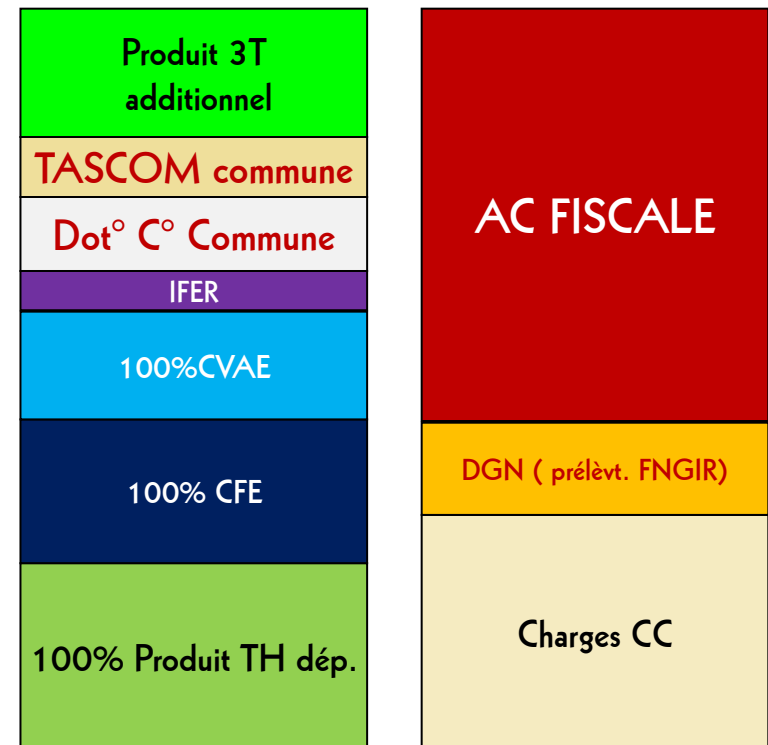 Produit 3T
additionnel
TASCOM commune
Dot° C° Commune
IFER
100%CVAE
100% CFE
100% Produit TH dép.
AC FISCALE
DGN ( prélèvt. FNGIR)
Charges CC